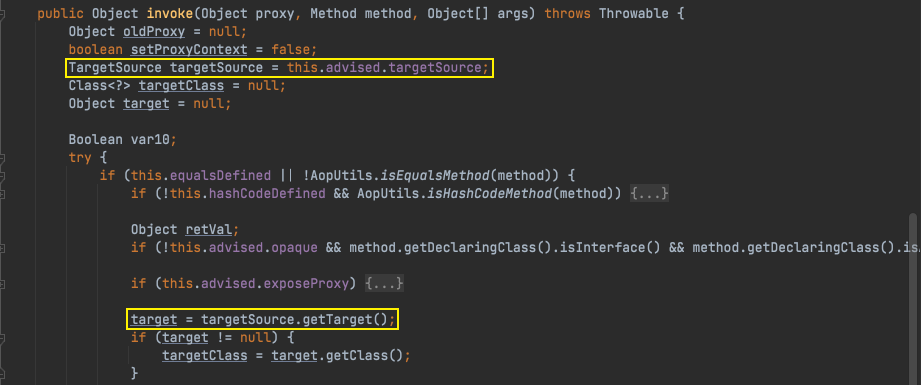 public Object invoke(Object proxy, Method method, Object[] args) throws Throwable {
Object oldProxy = null;
boolean setProxyContext = false;
TargetSource targetSource = this.advised.targetSource;
Class<?> targetClass = null;
Object target = null;
Boolean var10;
try {
if (this.equalsDefined || !AopUtils.isEqualsMethod(method)) {
if (!this.hashCodeDefined && AopUtils.isHashCodeMethod(method)) {...}
Object retVal;
if (!this.advised.opaque && method.getDeclaringClass().isInterface() && method.getDeclaringClass().is
if (this.advised.exposeProxy) {...}
target = targetSource.getTarget();
if (target != null) {
targetClass = target.getClass();
}